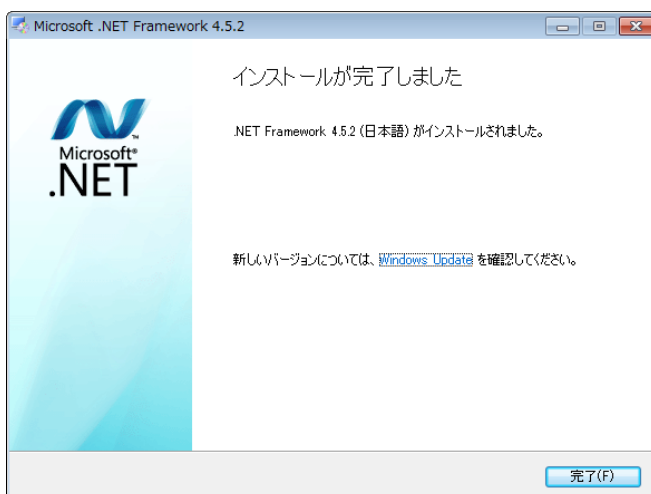 Microsoft .NET Framework 4.5.2
インストールが完了しました
.NET Framework 4.5.2 (日本語) がインストールされました。
Microsoft®
.NET™
新しいバージョンについては、Windows Update を確認してください。
完了(F)